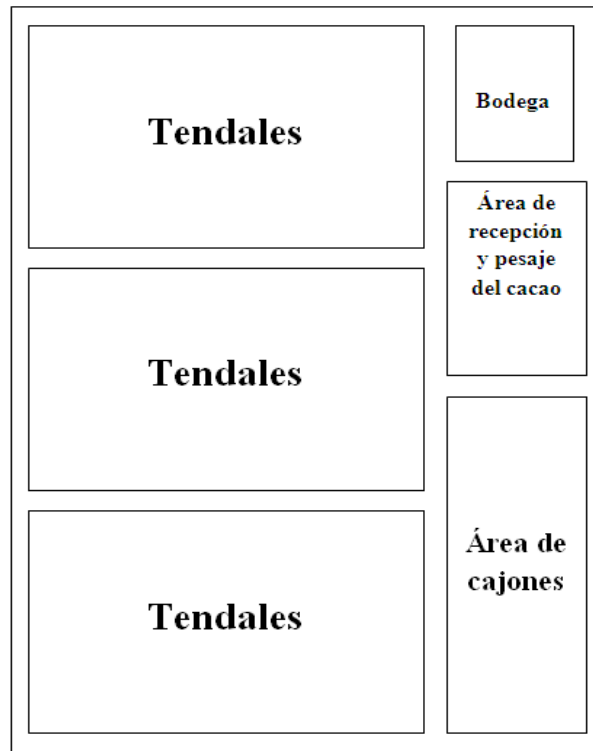 Tendales
Bodega
Área de
recepción
y pesaje
del cacao
Tendales
Área de
cajones
Tendales